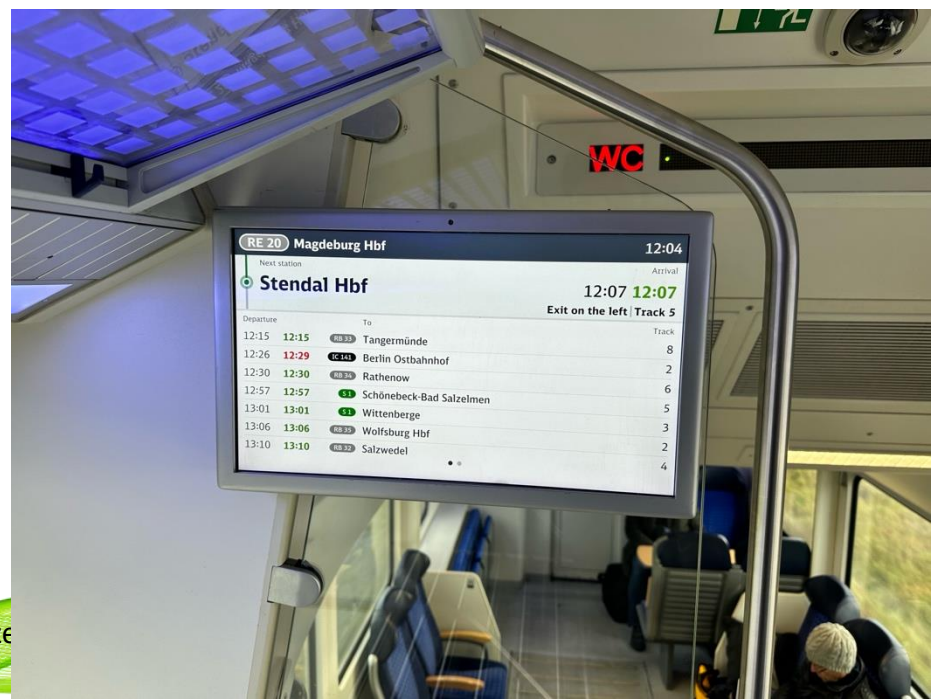 WC
RE 20 Magdeburg Hbf 12:04
Next station Arrival
Stendal Hbf 12:07 12:07
Exit on the left | Track 5
Departure To Track
12:15 12:15 RB 33 Tangermünde 8
12:26 12:29 IC 141 Berlin Ostbahnhof 2
12:30 12:30 RB 34 Rathenow 6
12:57 12:57 S 1 Schönebeck-Bad Salzelmen 5
13:01 13:01 S 1 Wittenberge 3
13:06 13:06 RB 35 Wolfsburg Hbf 2
13:10 13:10 RB 32 Salzwedel 4